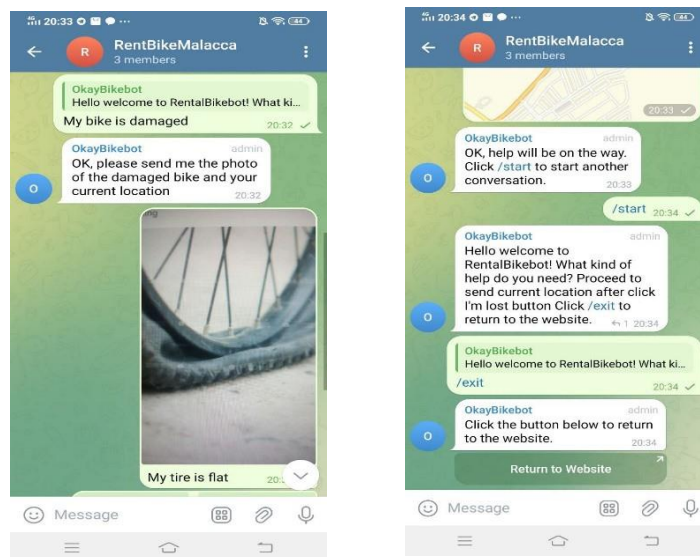 20:33
RentBikeMalacca
3 members
OkayBikebot
Hello welcome to RentalBikebot! What ki...
My bike is damaged
20:32
OkayBikebot admin
OK, please send me the photo
of the damaged bike and your
current location
20:32
My tire is flat
Message
20:34
RentBikeMalacca
3 members
20:33
OkayBikebot admin
OK, help will be on the way.
Click /start to start another
conversation.
20:33
/start 20:34
OkayBikebot admin
Hello welcome to
RentalBikebot! What kind of
help do you need? Proceed to
send current location after click
I'm lost button Click /exit to
return to the website.
1 20:34
OkayBikebot
Hello welcome to RentalBikebot! What ki...
/exit
20:34
OkayBikebot admin
Click the button below to return
to the website.
20:34
Return to Website
Message